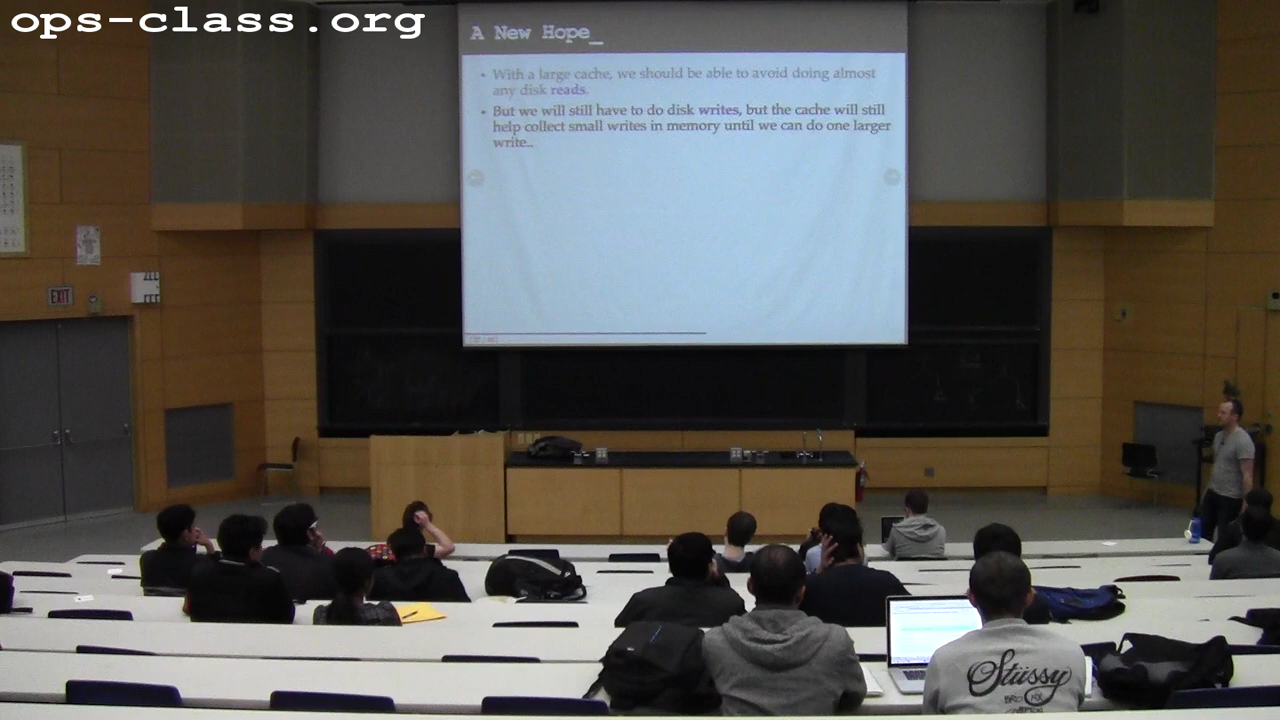 ops-class.org
A New Hope_
• With a large cache, we should be able to avoid doing almost
any disk reads.
• But we will still have to do disk writes, but the cache will still
help collect small writes in memory until we can do one larger
write...
EXIT
Stüssy